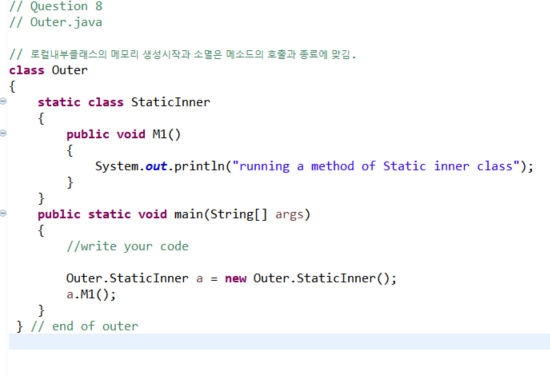 // Question 8
// Outer.java
// 로컬내부클래스의 메모리 생성시작과 소멸은 메소드의 호출과 종료에 맞김.
class Outer
{
static class StaticInner
{
public void M1()
{
System.out.println("running a method of Static inner class");
}
}
public static void main(String[] args)
{
//write your code
Outer.StaticInner a = new Outer.StaticInner();
a.M1();
}
} // end of outer